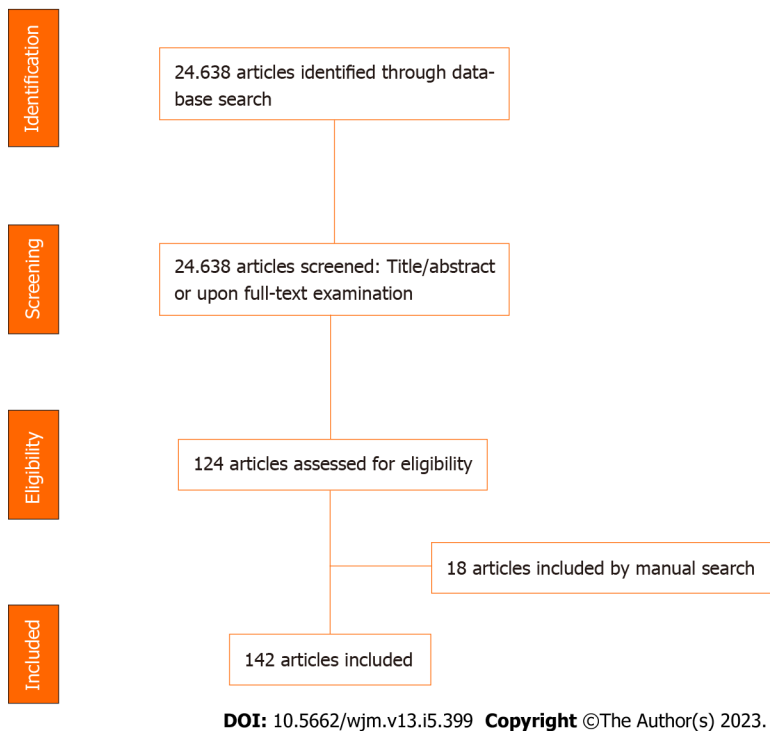 Identification
24.638 articles identified through data-
base search
Screening
24.638 articles screened: Title/abstract
or upon full-text examination
Eligibility
124 articles assessed for eligibility
18 articles included by manual search
Included
142 articles included
DOI: 10.5662/wjm.v13.i5.399 Copyright ©The Author(s) 2023.